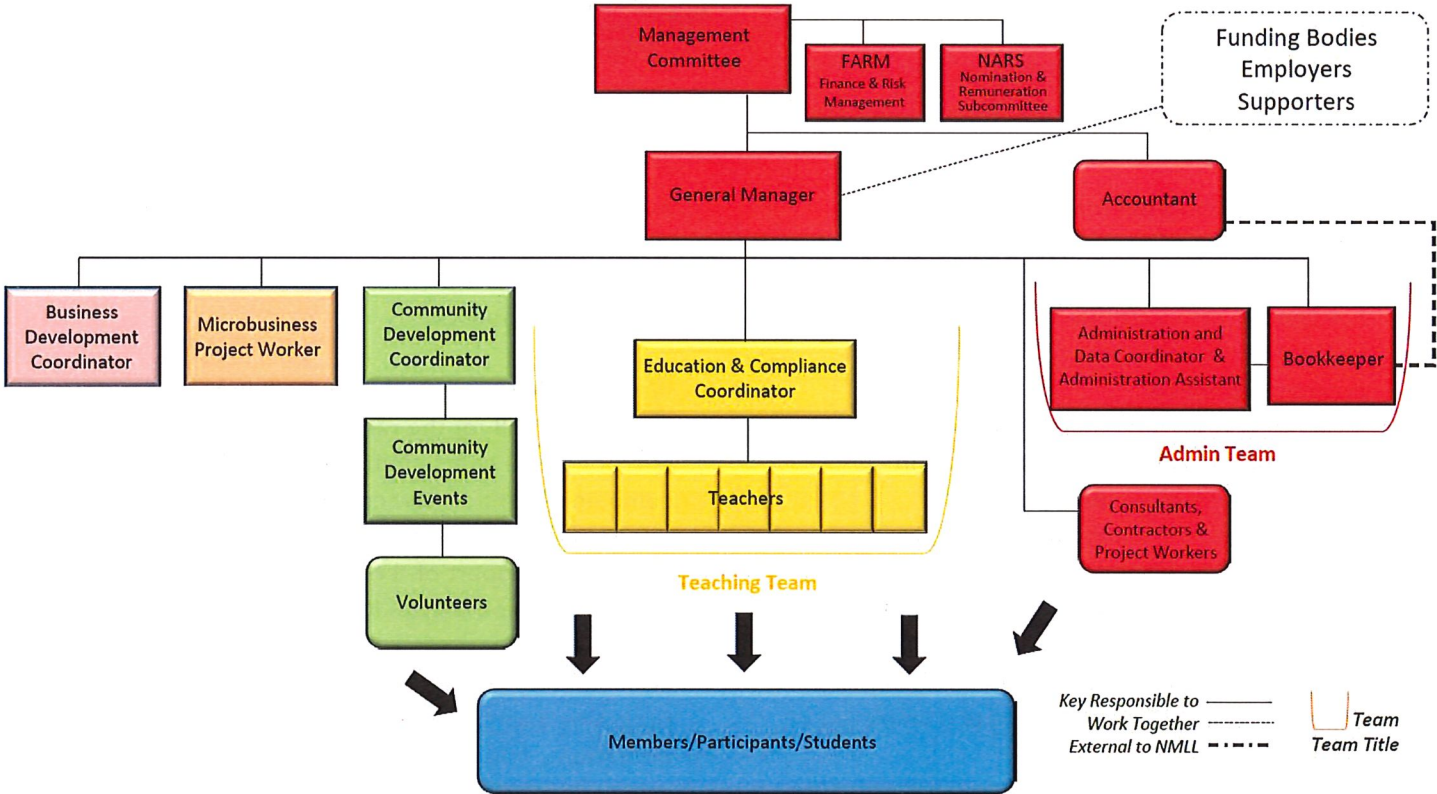 Management
Committee
FARM
Finance & Risk
Management
NARS
Nomination &
Remuneration
Subcommittee
Funding Bodies
Employers
Supporters
General Manager
Accountant
Business
Development
Coordinator
Microbusiness
Project Worker
Community
Development
Coordinator
Education & Compliance
Coordinator
Administration and
Data Coordinator &
Administration Assistant
Bookkeeper
Admin Team
Community
Development
Events
Teachers
Consultants,
Contractors &
Project Workers
Teaching Team
Volunteers
Members/Participants/Students
Key Responsible to
Work Together
External to NMLL
Team
Team Title